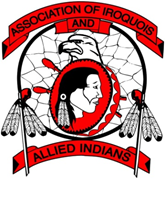 ASSOCIATION OF IROQUOIS
AND
ALLIED INDIANS